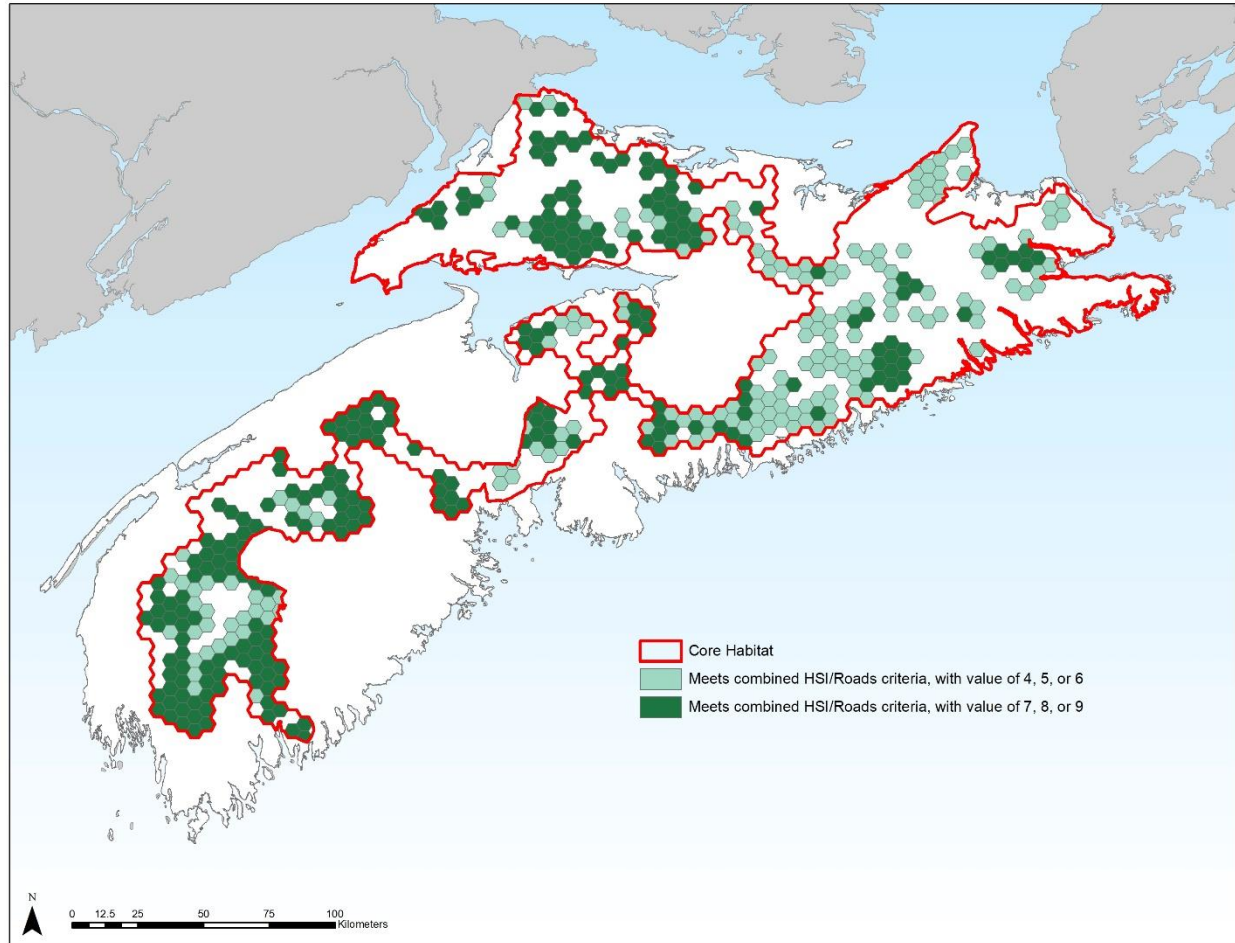 Core Habitat
Meets combined HSI/Roads criteria, with value of 4, 5, or 6
Meets combined HSI/Roads criteria, with value of 7, 8, or 9
N
0 12.5 25 50 75 100
Kilometers